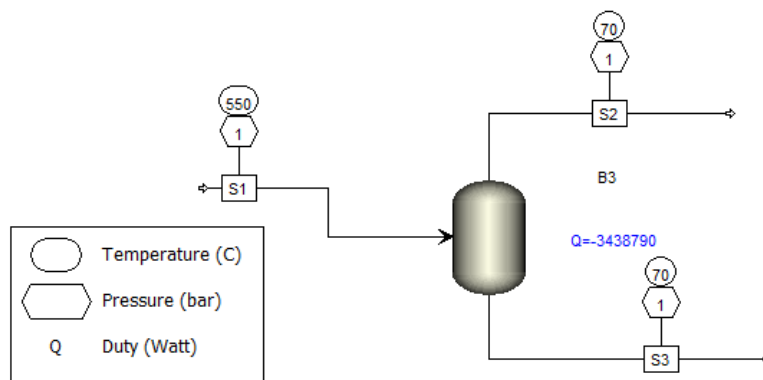 70
1
S2
550
1
S1
B3
Q=-3438790
70
1
S3
Temperature (C)
Pressure (bar)
Q Duty (Watt)